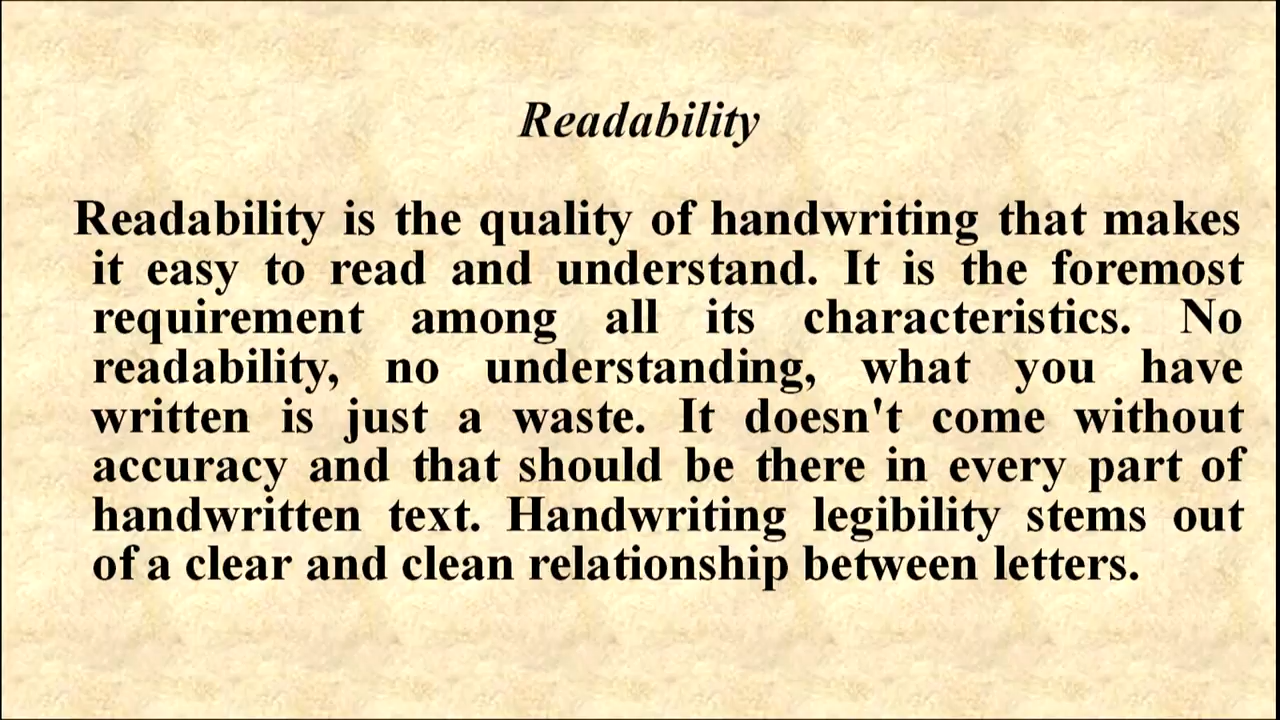 Readability
Readability is the quality of handwriting that makes
it easy to read and understand. It is the foremost
requirement among all its characteristics. No
readability, no understanding, what you have
written is just a waste. It doesn't come without
accuracy and that should be there in every part of
handwritten text. Handwriting legibility stems out
of a clear and clean relationship between letters.